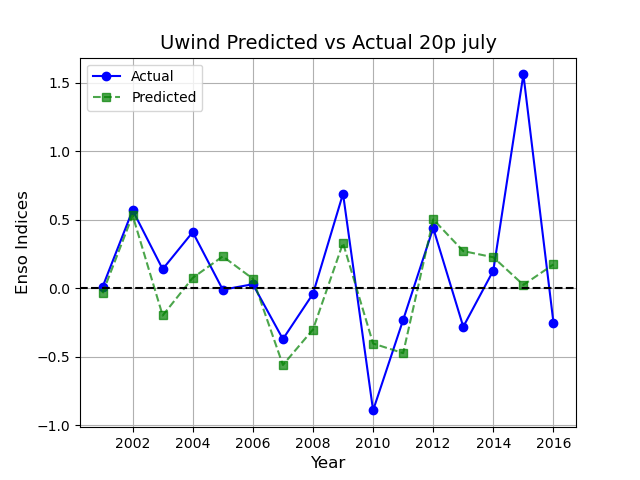 Uwind Predicted vs Actual 20p july
Actual
Predicted
Enso Indices
1.5
1.0
0.5
0.0
−0.5
−1.0
2002 2004 2006 2008 2010 2012 2014 2016
Year